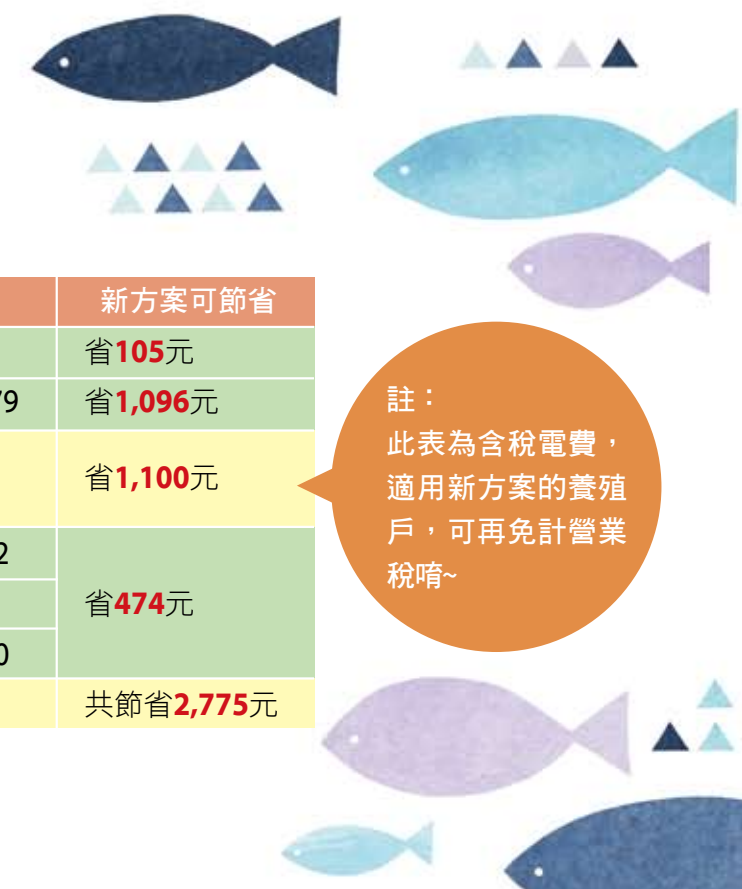 新方案可節省
省105元
省1,096元
省1,100元
省474元
共節省2,775元
註：
此表為含稅電費，
適用新方案的養殖
戶，可再免計營業
稅唷~